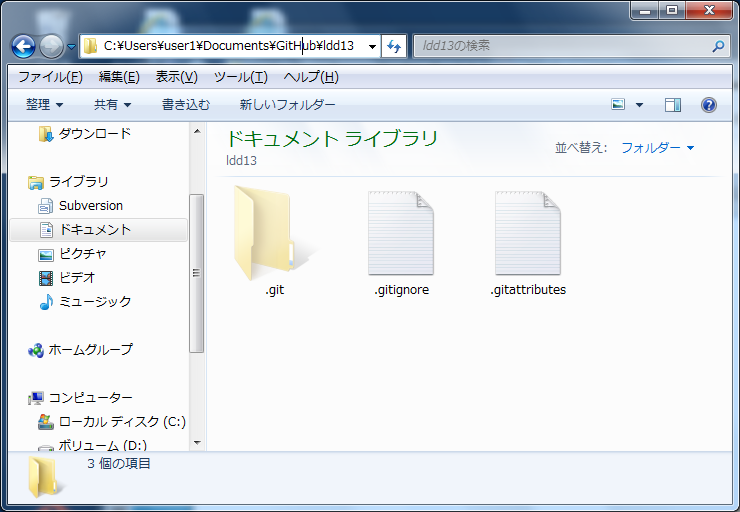 C:¥Users¥user1¥Documents¥GitHub¥ldd13
ldd13の検索
ファイル(F) 編集(E) 表示(V) ツール(T) ヘルプ(H)
整理 共有 書き込む 新しいフォルダー
ダウンロード
ライブラリ
Subversion
ドキュメント
ピクチャ
ビデオ
ミュージック
ホームグループ
コンピューター
ローカル ディスク (C:)
ボリューム (D:)
ドキュメント ライブラリ
ldd13
並べ替え: フォルダー
.git
.gitignore
.gitattributes
3 個の項目